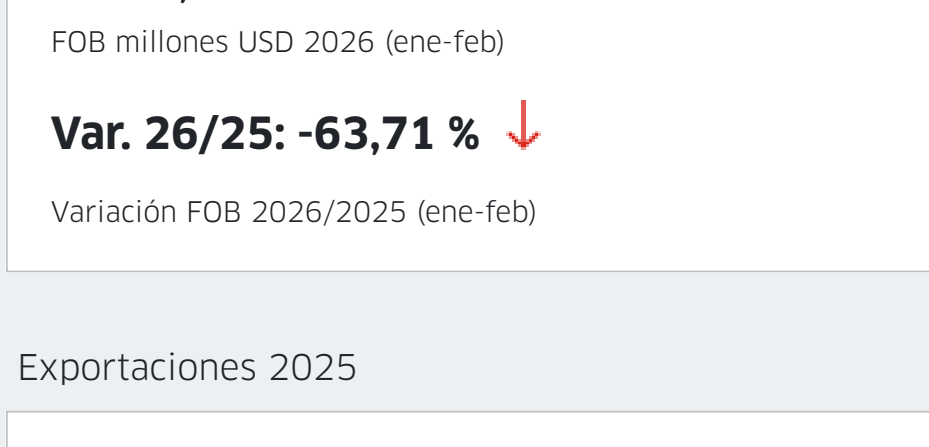 FOB millones USD 2026 (ene-feb)
Var. 26/25: -63,71 %
Variación FOB 2026/2025 (ene-feb)
Exportaciones 2025